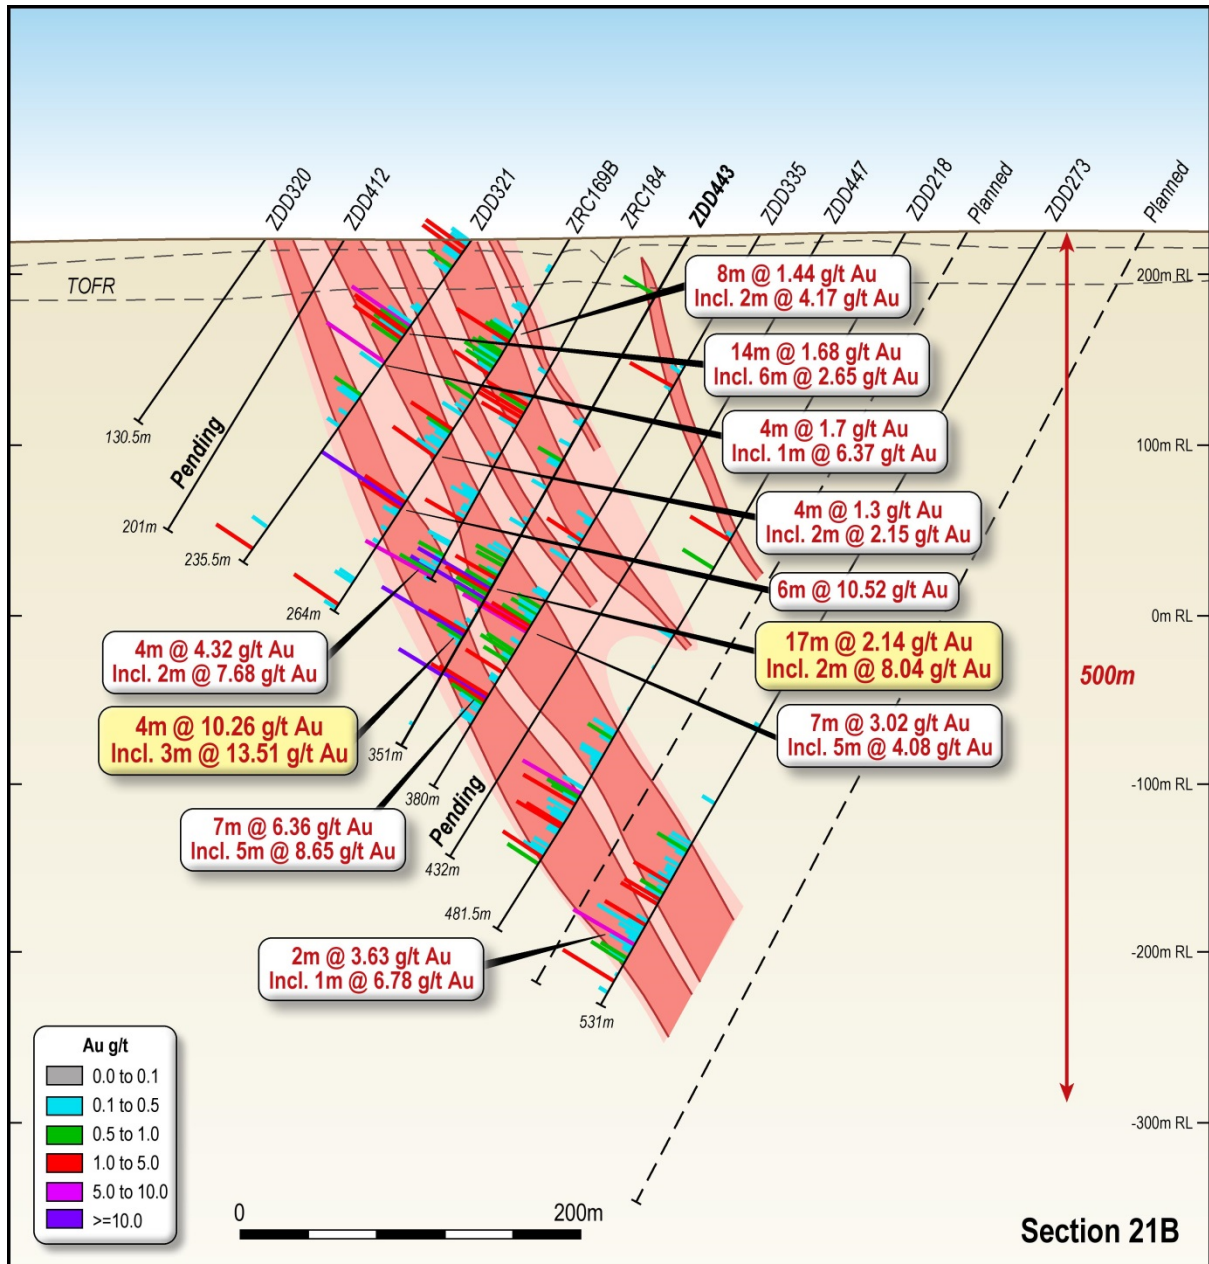 ZDD320
ZDD412
ZDD321
ZRC169B
ZRC184
ZDD443
ZDD335
ZDD447
ZDD218
Planned
ZDD273
Planned
TOFR
200m RL
100m RL
0m RL
-100m RL
-200m RL
-300m RL
8m @ 1.44 g/t Au
Incl. 2m @ 4.17 g/t Au
14m @ 1.68 g/t Au
Incl. 6m @ 2.65 g/t Au
4m @ 1.7 g/t Au
Incl. 1m @ 6.37 g/t Au
4m @ 1.3 g/t Au
Incl. 2m @ 2.15 g/t Au
6m @ 10.52 g/t Au
17m @ 2.14 g/t Au
Incl. 2m @ 8.04 g/t Au
7m @ 3.02 g/t Au
Incl. 5m @ 4.08 g/t Au
500m
130.5m
Pending
201m
235.5m
264m
4m @ 4.32 g/t Au
Incl. 2m @ 7.68 g/t Au
4m @ 10.26 g/t Au
Incl. 3m @ 13.51 g/t Au
351m
380m
Pending
432m
7m @ 6.36 g/t Au
Incl. 5m @ 8.65 g/t Au
481.5m
2m @ 3.63 g/t Au
Incl. 1m @ 6.78 g/t Au
531m
Au g/t
0.0 to 0.1
0.1 to 0.5
0.5 to 1.0
1.0 to 5.0
5.0 to 10.0
>=10.0
0
200m
Section 21B